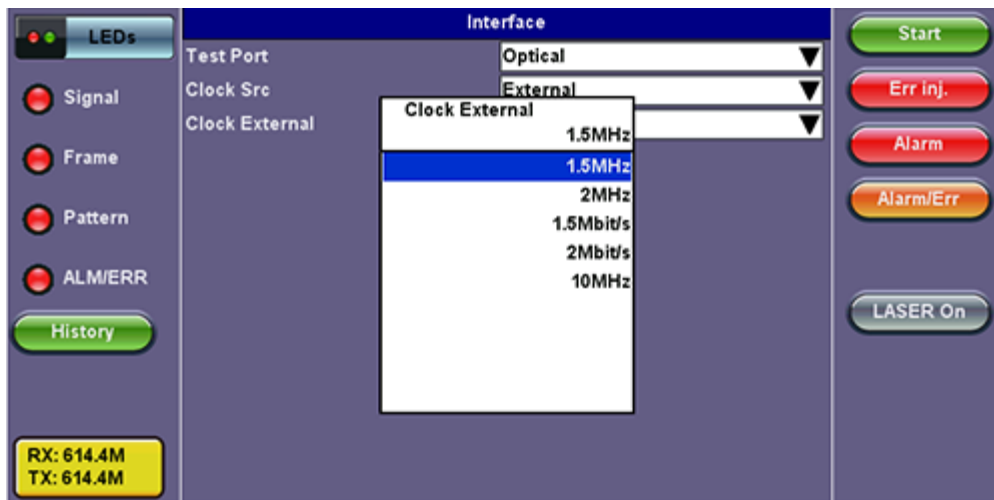 LEDs
Signal
Frame
Pattern
ALM/ERR
History
RX: 614.4M
TX: 614.4M
Interface
Test Port Optical
Clock Src External
Clock External
Clock External
1.5MHz
1.5MHz
2MHz
1.5Mbit/s
2Mbit/s
10MHz
Start
Err inj.
Alarm
Alarm/Err
LASER On